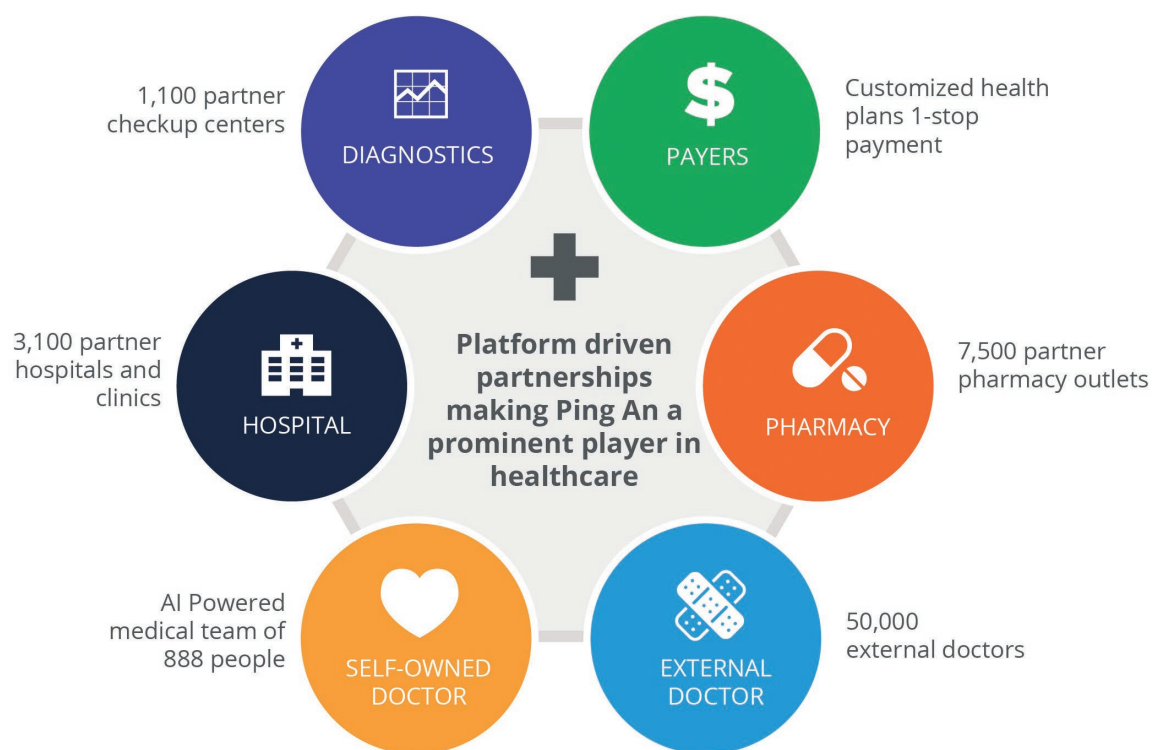 1,100 partner
checkup centers
DIAGNOSTICS
$
PAYERS
Customized health
plans 1-stop
payment
3,100 partner
hospitals and
clinics
HOSPITAL
Platform driven
partnerships
making Ping An a
prominent player in
healthcare
PHARMACY
7,500 partner
pharmacy outlets
AI Powered
medical team of
888 people
SELF-OWNED
DOCTOR
EXTERNAL
DOCTOR
50,000
external doctors